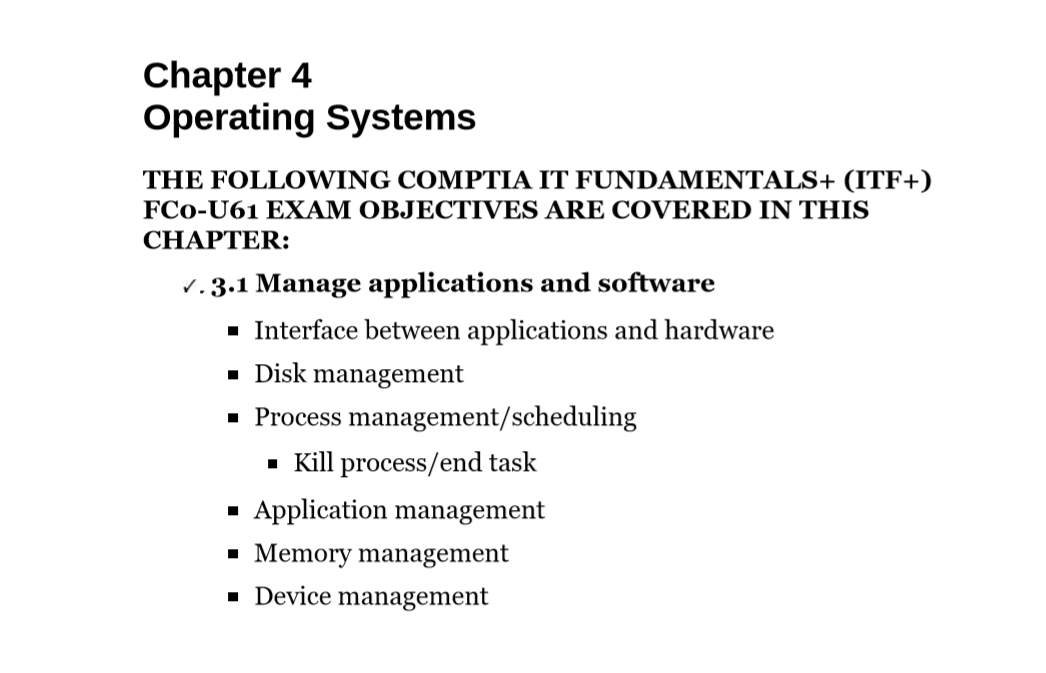 Chapter 4
Operating Systems
THE FOLLOWING COMPTIA IT FUNDAMENTALS+ (ITF+)
FC0-U61 EXAM OBJECTIVES ARE COVERED IN THIS
CHAPTER:
✓. 3.1 Manage applications and software
▪ Interface between applications and hardware
▪ Disk management
▪ Process management/scheduling
▪ Kill process/end task
▪ Application management
▪ Memory management
▪ Device management